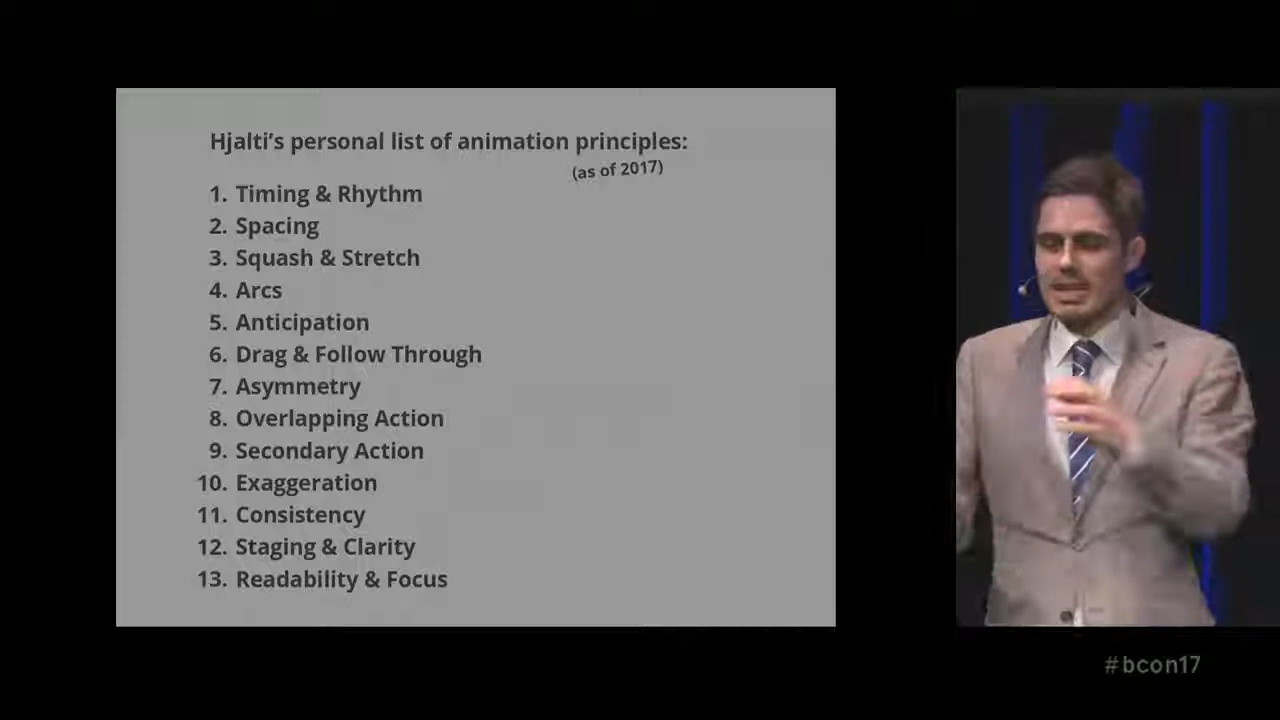 Hjalti's personal list of animation principles:
(as of 2017)
1. Timing & Rhythm
2. Spacing
3. Squash & Stretch
4. Arcs
5. Anticipation
6. Drag & Follow Through
7. Asymmetry
8. Overlapping Action
9. Secondary Action
10. Exaggeration
11. Consistency
12. Staging & Clarity
13. Readability & Focus
#bcon17